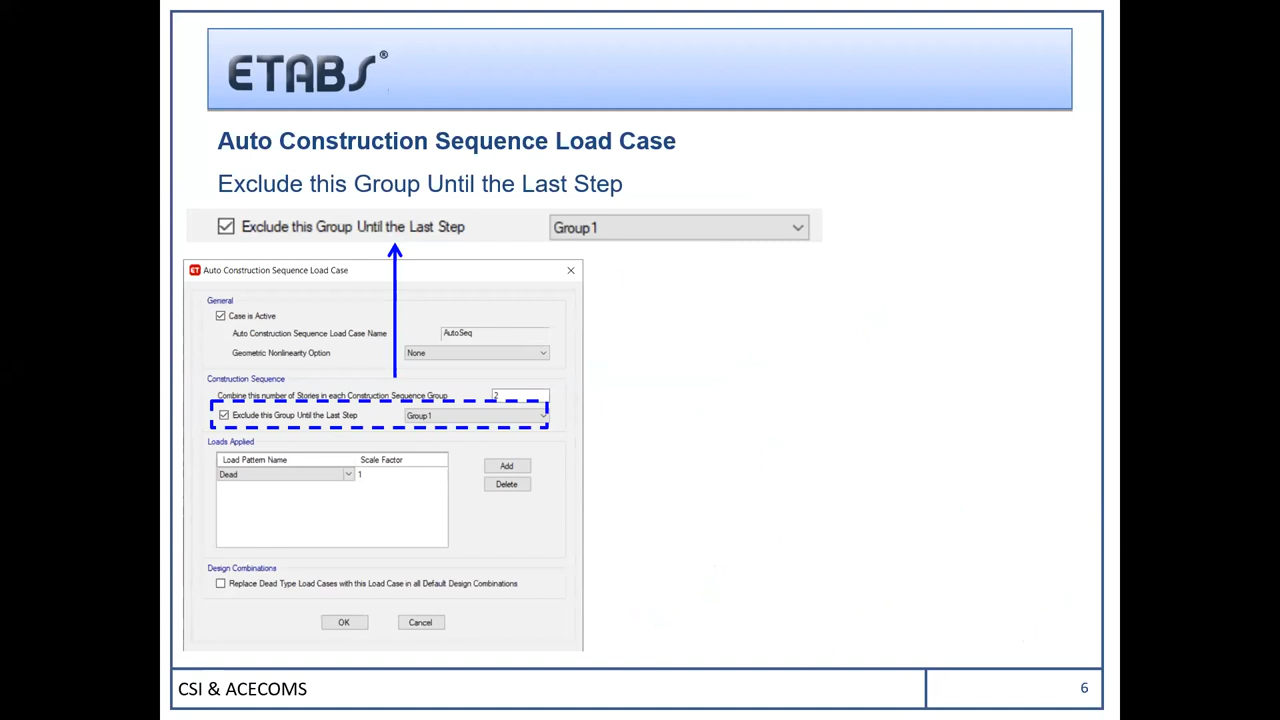 ETABS®
Auto Construction Sequence Load Case
Exclude this Group Until the Last Step
Exclude this Group Until the Last Step Group1
ET Auto Construction Sequence Load Case
General
Case is Active
Auto Construction Sequence Load Case Name AutoSeq
Geometric Nonlinearity Option None
Construction Sequence
Combine this number of Stories in each Construction Sequence Group 2
Exclude this Group Until the Last Step Group1
Loads Applied
Load Pattern Name Scale Factor
Dead 1
Add
Delete
Design Combinations
Replace Dead Type Load Cases with this Load Case in all Default Design Combinations
OK Cancel
CSI & ACECOMS 6